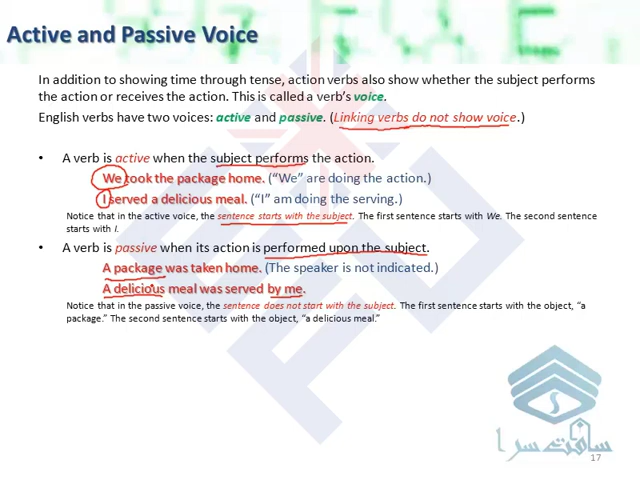 Active and Passive Voice
In addition to showing time through tense, action verbs also show whether the subject performs
the action or receives the action. This is called a verb's voice.
English verbs have two voices: active and passive. (Linking verbs do not show voice.)
• A verb is active when the subject performs the action.
We took the package home. ("We" are doing the action.)
I served a delicious meal. ("I" am doing the serving.)
Notice that in the active voice, the sentence starts with the subject. The first sentence starts with We. The second sentence
starts with I.
• A verb is passive when its action is performed upon the subject.
A package was taken home. (The speaker is not indicated.)
A delicious meal was served by me.
Notice that in the passive voice, the sentence does not start with the subject. The first sentence starts with the object, "a
package." The second sentence starts with the object, "a delicious meal."
سافت سرا
17